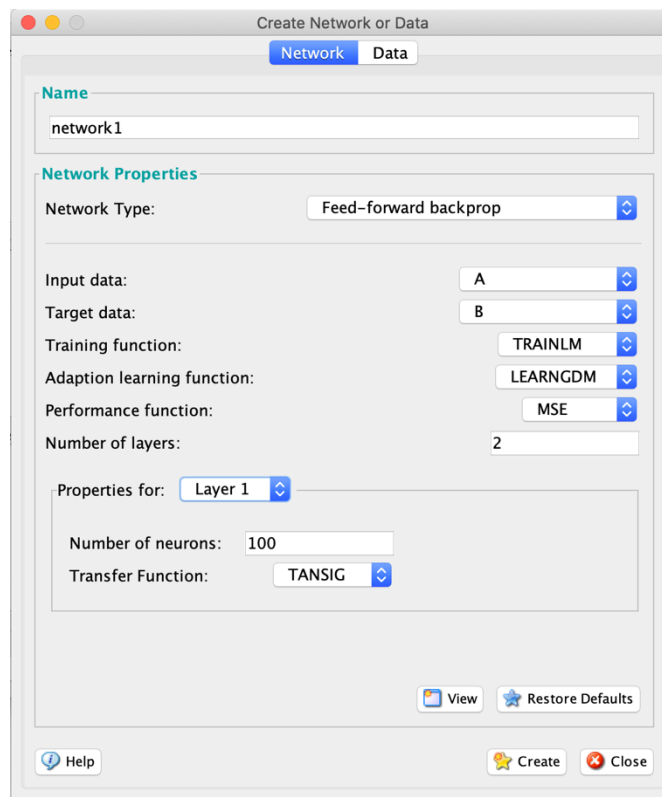 Create Network or Data
Network Data
Name
network1
Network Properties
Network Type: Feed-forward backprop
Input data: A
Target data: B
Training function: TRAINLM
Adaption learning function: LEARNGDM
Performance function: MSE
Number of layers: 2
Properties for: Layer 1
Number of neurons: 100
Transfer Function: TANSIG
View Restore Defaults
Help Create Close